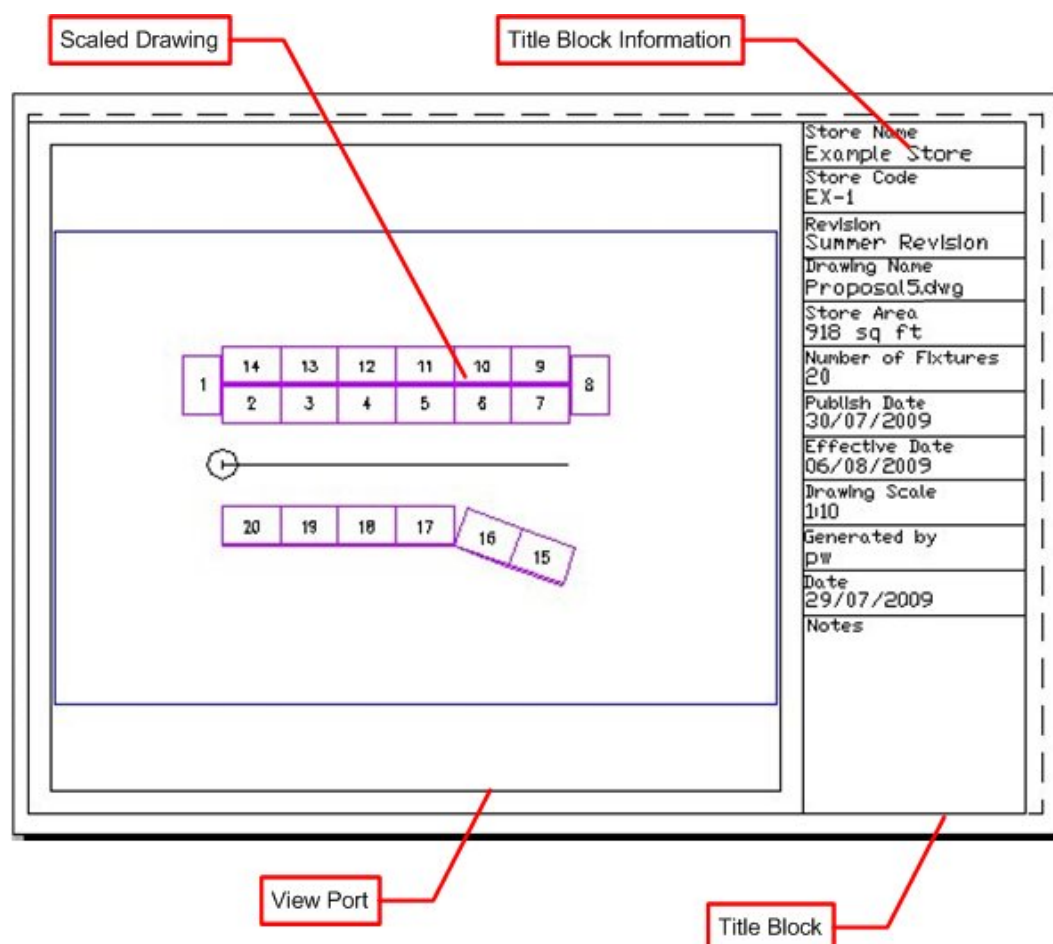 Scaled Drawing
Title Block Information
Store Name
Example Store
Store Code
EX-1
Revision
Summer Revision
Drawing Name
Proposal5.dwg
Store Area
918 sq ft
Number of Fixtures
20
Publish Date
30/07/2009
Effective Date
06/08/2009
Drawing Scale
1:10
Generated by
pw
Date
29/07/2009
Notes
1 14 13 12 11 10 9 8
2 3 4 5 6 7
20 19 18 17 16 15
View Port
Title Block